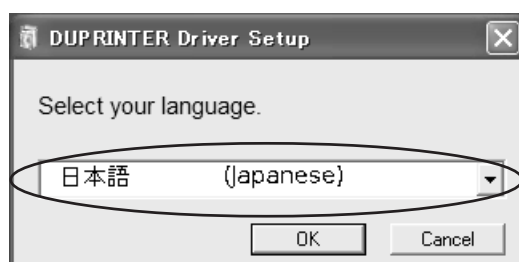 DUPRINTER Driver Setup
Select your language.
日本語 (Japanese)
OK Cancel